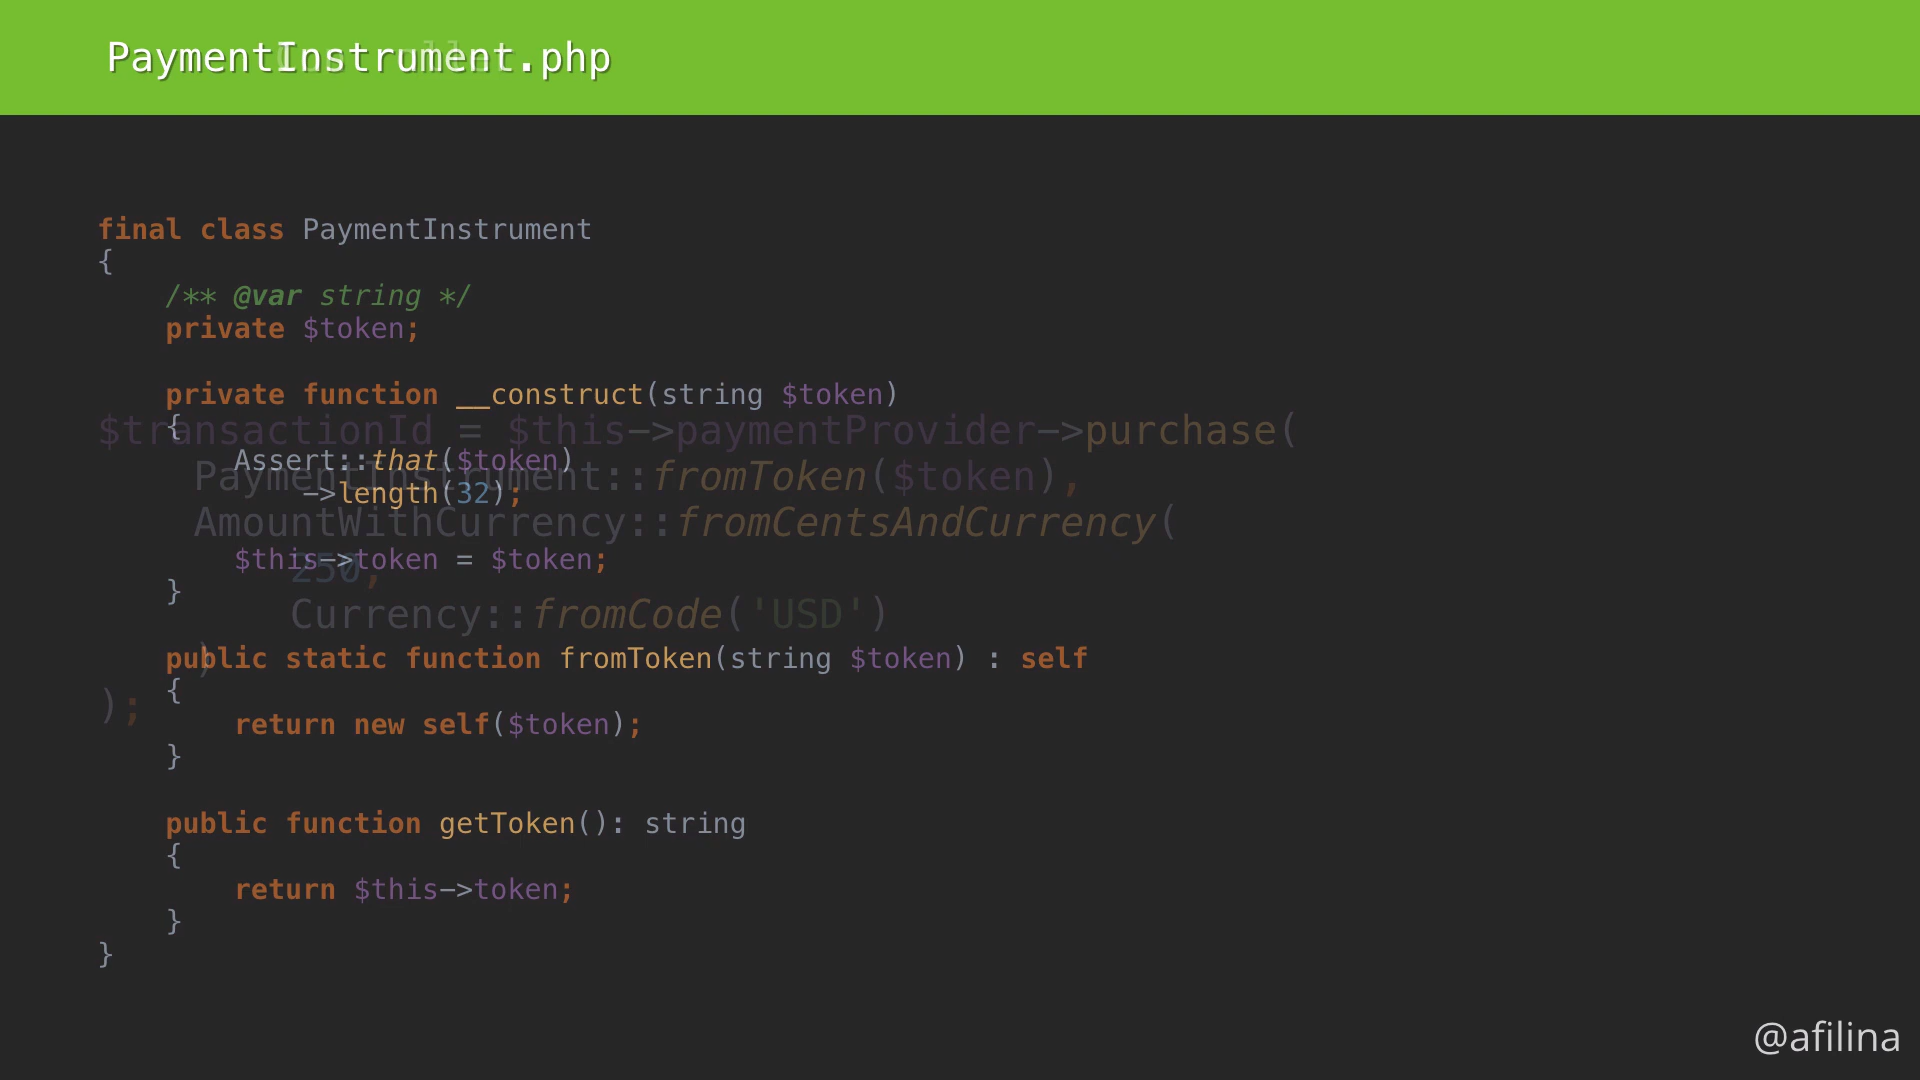 PaymentInstrument.php
final class PaymentInstrument
{
    /** @var string */
    private $token;
    private function __construct(string $token)
    {
        Assert::that($token)
            ->length(32);
        $this->token = $token;
    }
    public static function fromToken(string $token) : self
    {
        return new self($token);
    }
    public function getToken(): string
    {
        return $this->token;
    }
}
$transactionId = $this->paymentProvider->purchase(
    PaymentInstrument::fromToken($token),
    AmountWithCurrency::fromCentsAndCurrency(
        250,
        Currency::fromCode('USD')
    )
);
@afilina